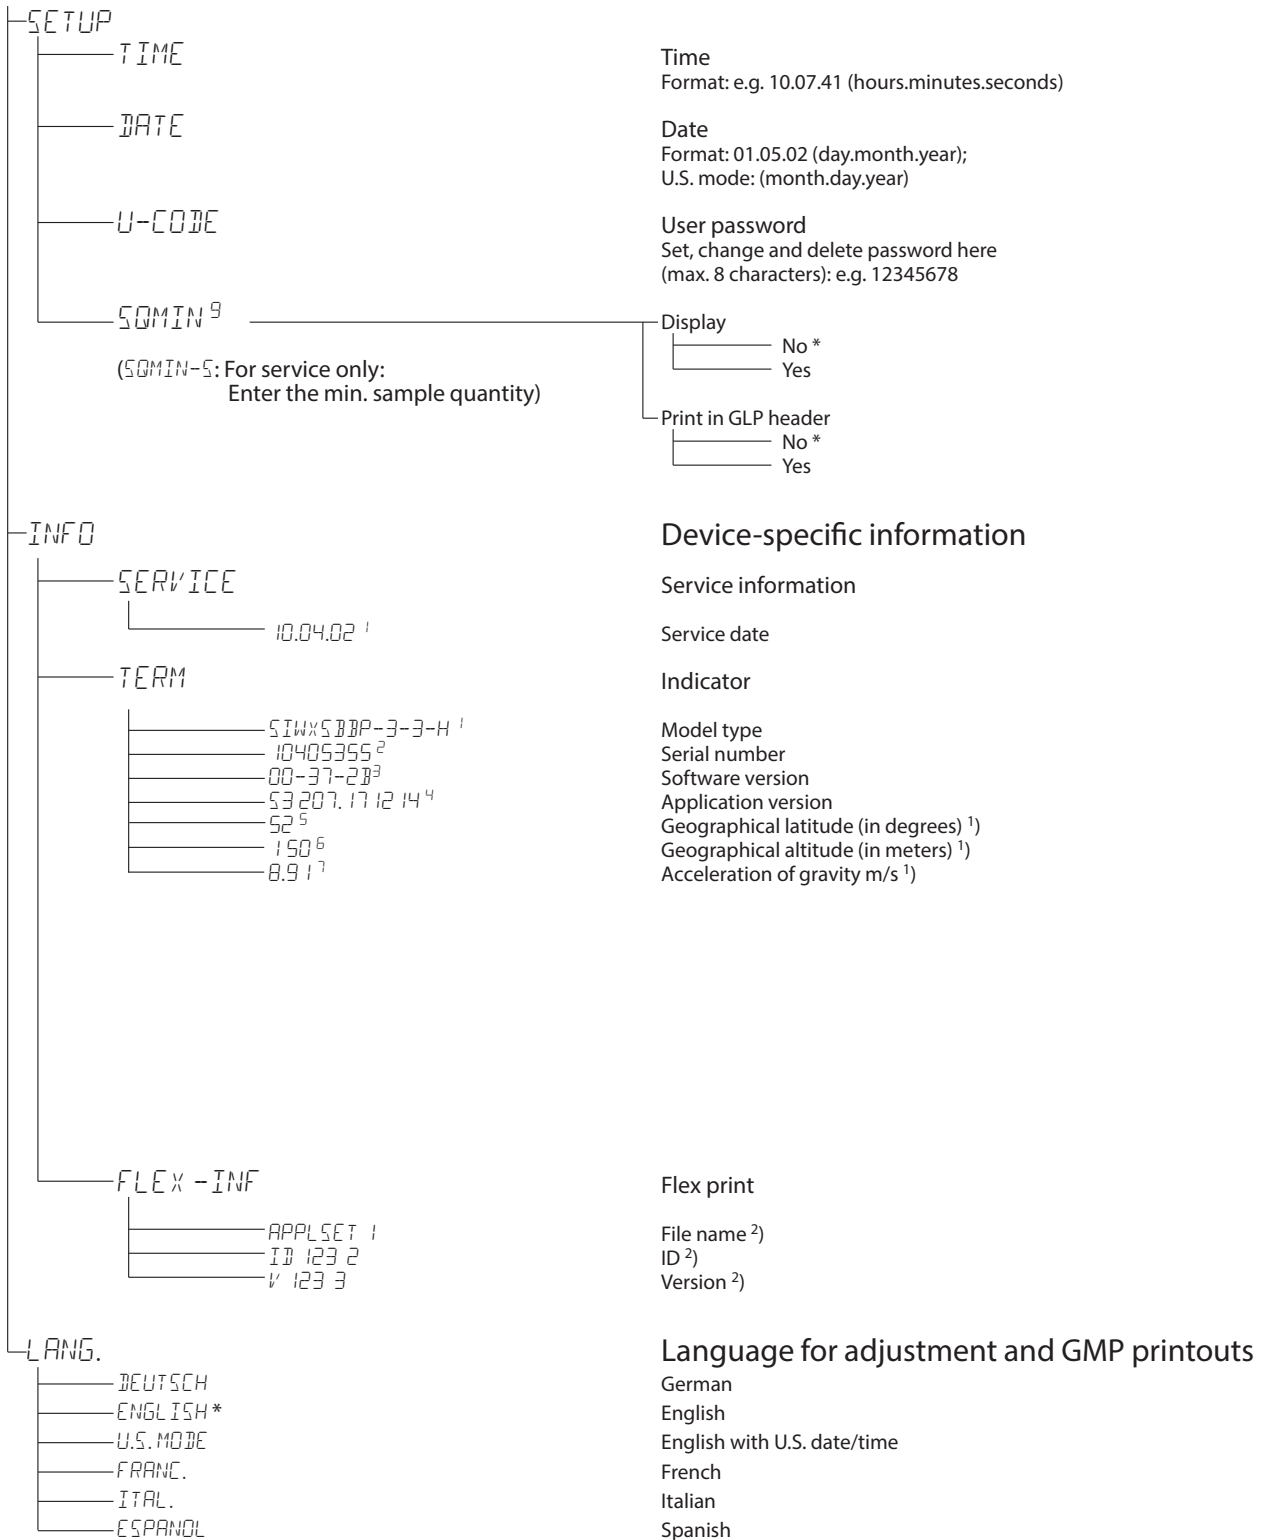 SETUP
TIME Time
Format: e.g. 10.07.41 (hours.minutes.seconds)
DATE Date
Format: 01.05.02 (day.month.year);
U.S. mode: (month.day.year)
U-CODE User password
Set, change and delete password here
(max. 8 characters): e.g. 12345678
SQMIN 9 Display
No *
(SQMIN-S: For service only: Yes
Enter the min. sample quantity)
Print in GLP header
No *
Yes
INFO Device-specific information
SERVICE Service information
10.04.02 1 Service date
TERM Indicator
SIWXSBBP-3-3-H 1 Model type
10405355 2 Serial number
00-37-2B 3 Software version
S3207.171214 4 Application version
52 5 Geographical latitude (in degrees) 1)
150 6 Geographical altitude (in meters) 1)
8.91 7 Acceleration of gravity m/s 1)
FLEX-INF Flex print
APPLSET 1 File name 2)
ID 123 2 ID 2)
V 123 3 Version 2)
LANG. Language for adjustment and GMP printouts
DEUTSCH German
ENGLISH* English
U.S. MODE English with U.S. date/time
FRANC. French
ITAL. Italian
ESPANOL Spanish